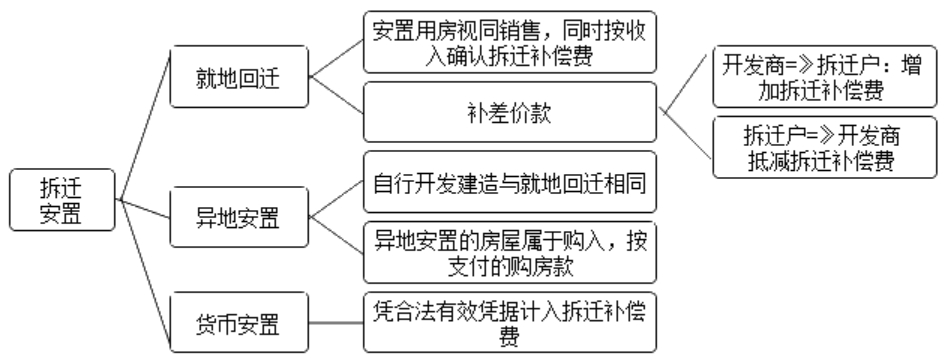 拆迁
安置
就地回迁
安置用房视同销售，同时按收
入确认拆迁补偿费
补差价款
开发商=》拆迁户：增
加拆迁补偿费
拆迁户=》开发商
抵减拆迁补偿费
异地安置
自行开发建造与就地回迁相同
异地安置的房屋属于购入，按
支付的购房款
货币安置
凭合法有效凭据计入拆迁补偿
费